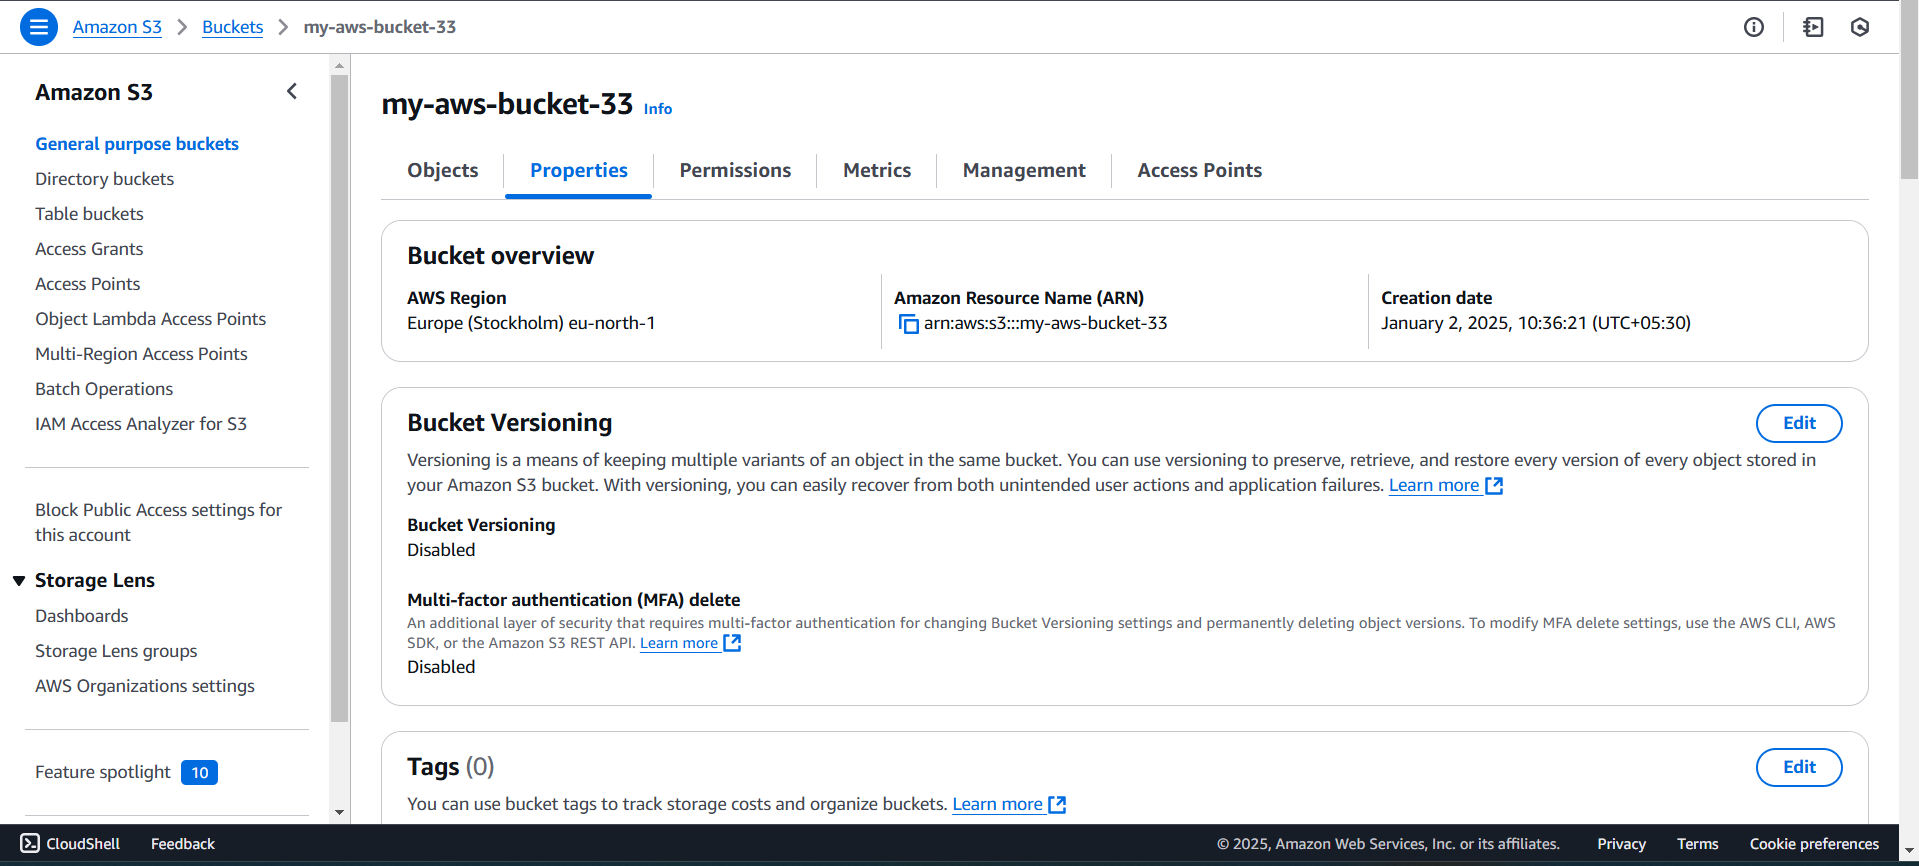 Amazon S3 > Buckets > my-aws-bucket-33
Amazon S3
General purpose buckets
Directory buckets
Table buckets
Access Grants
Access Points
Object Lambda Access Points
Multi-Region Access Points
Batch Operations
IAM Access Analyzer for S3
Block Public Access settings for
this account
Storage Lens
Dashboards
Storage Lens groups
AWS Organizations settings
Feature spotlight 10
my-aws-bucket-33 Info
Objects Properties Permissions Metrics Management Access Points
Bucket overview
AWS Region
Europe (Stockholm) eu-north-1
Amazon Resource Name (ARN)
arn:aws:s3:::my-aws-bucket-33
Creation date
January 2, 2025, 10:36:21 (UTC+05:30)
Bucket Versioning
Edit
Versioning is a means of keeping multiple variants of an object in the same bucket. You can use versioning to preserve, retrieve, and restore every version of every object stored in
your Amazon S3 bucket. With versioning, you can easily recover from both unintended user actions and application failures. Learn more
Bucket Versioning
Disabled
Multi-factor authentication (MFA) delete
An additional layer of security that requires multi-factor authentication for changing Bucket Versioning settings and permanently deleting object versions. To modify MFA delete settings, use the AWS CLI, AWS
SDK, or the Amazon S3 REST API. Learn more
Disabled
Tags (0)
Edit
You can use bucket tags to track storage costs and organize buckets. Learn more
CloudShell Feedback © 2025, Amazon Web Services, Inc. or its affiliates. Privacy Terms Cookie preferences